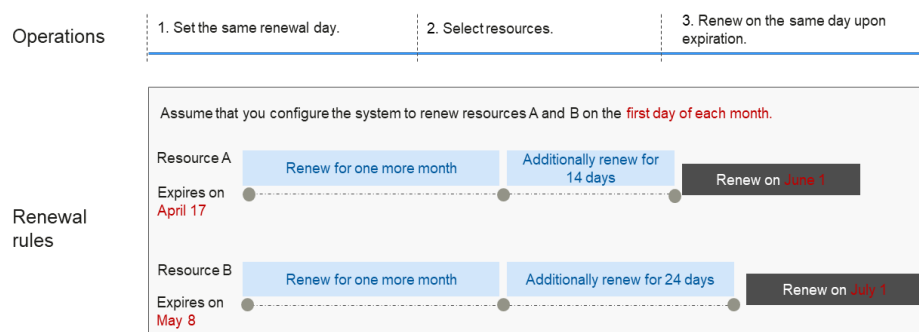 Operations
1. Set the same renewal day.
2. Select resources.
3. Renew on the same day upon
expiration.
Renewal
rules
Assume that you configure the system to renew resources A and B on the first day of each month.
Resource A
Renew for one more month
Additionally renew for
14 days
Renew on June 1
Expires on
April 17
Resource B
Renew for one more month
Additionally renew for 24 days
Renew on July 1
Expires on
May 8